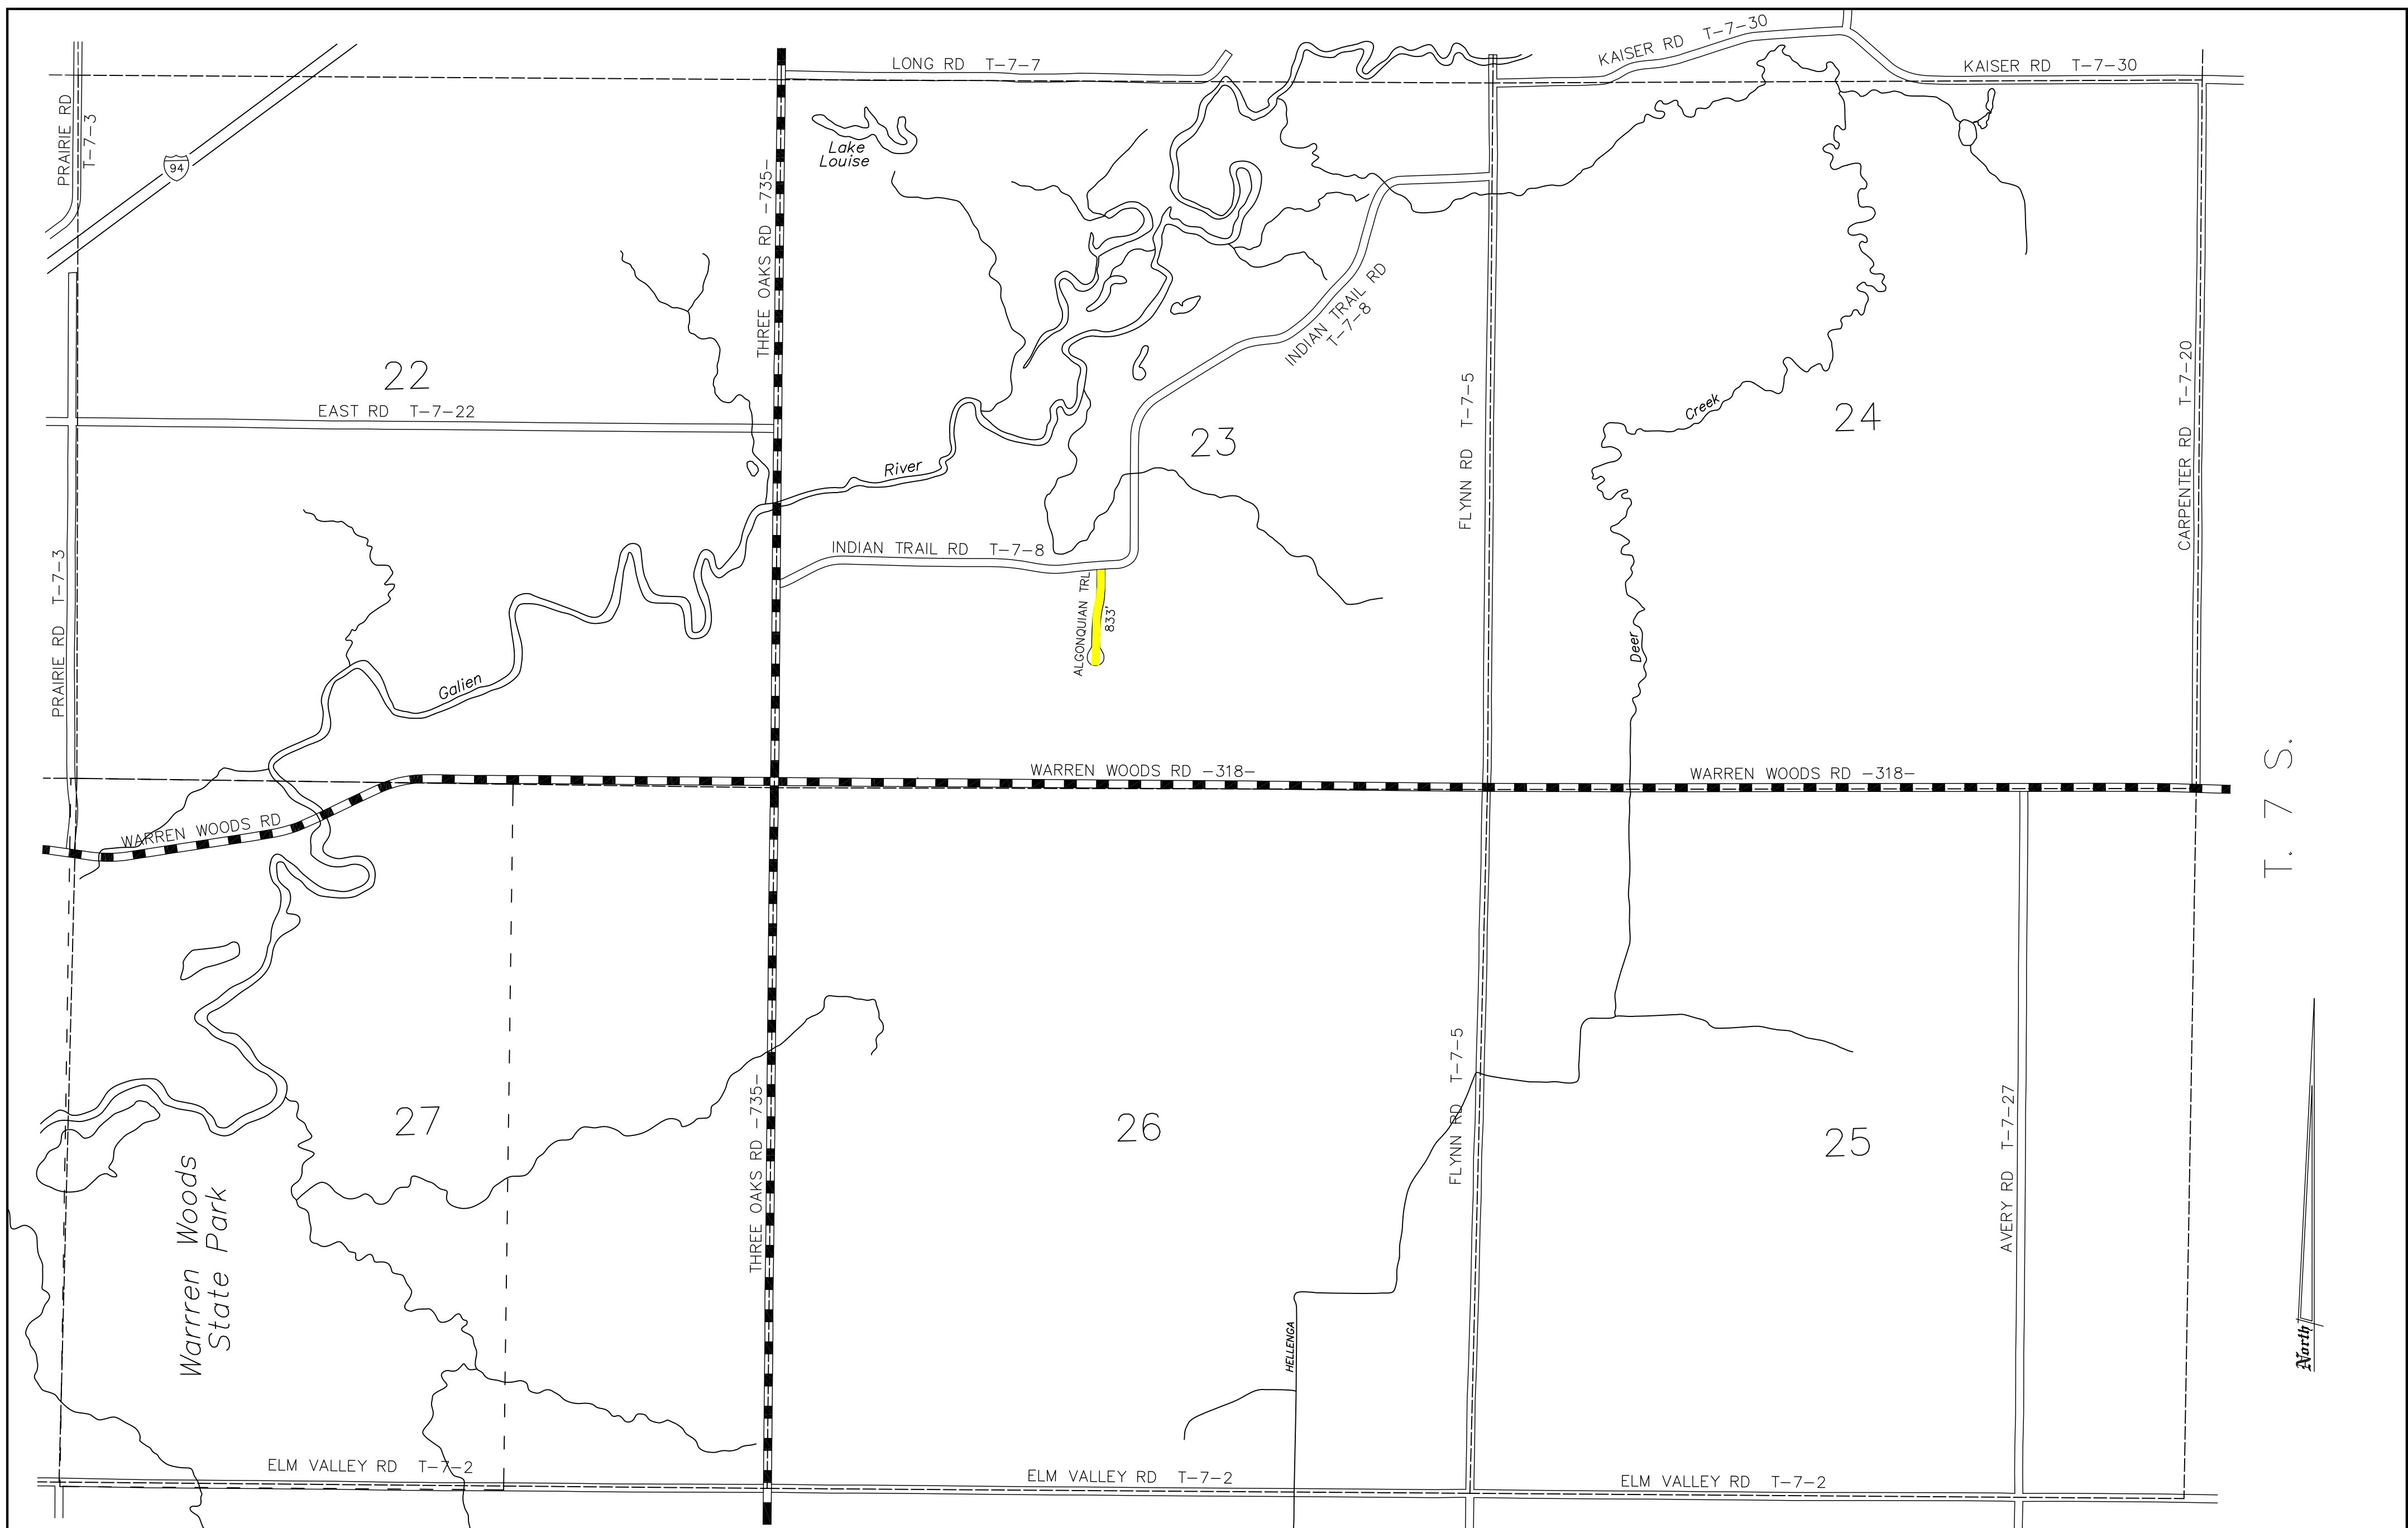 LONG RD T-7-7
KAISER RD T-7-30
KAISER RD T-7-30
PRAIRIE RD
T-7-3
94
Lake
Louise
THREE OAKS RD -735-
INDIAN TRAIL RD
T-7-8
22
EAST RD T-7-22
23
24
Creek
FLYNN RD T-7-5
CARPENTER RD T-7-20
River
INDIAN TRAIL RD T-7-8
PRAIRIE RD T-7-3
ALGONQUIAN TRL
833'
Deer
Galien
WARREN WOODS RD -318-
WARREN WOODS RD -318-
WARREN WOODS RD
T. 7 S.
27
26
25
THREE OAKS RD -735-
FLYNN RD T-7-5
AVERY RD T-7-27
Warren Woods
State Park
HELLENGA
North
ELM VALLEY RD T-7-2
ELM VALLEY RD T-7-2
ELM VALLEY RD T-7-2